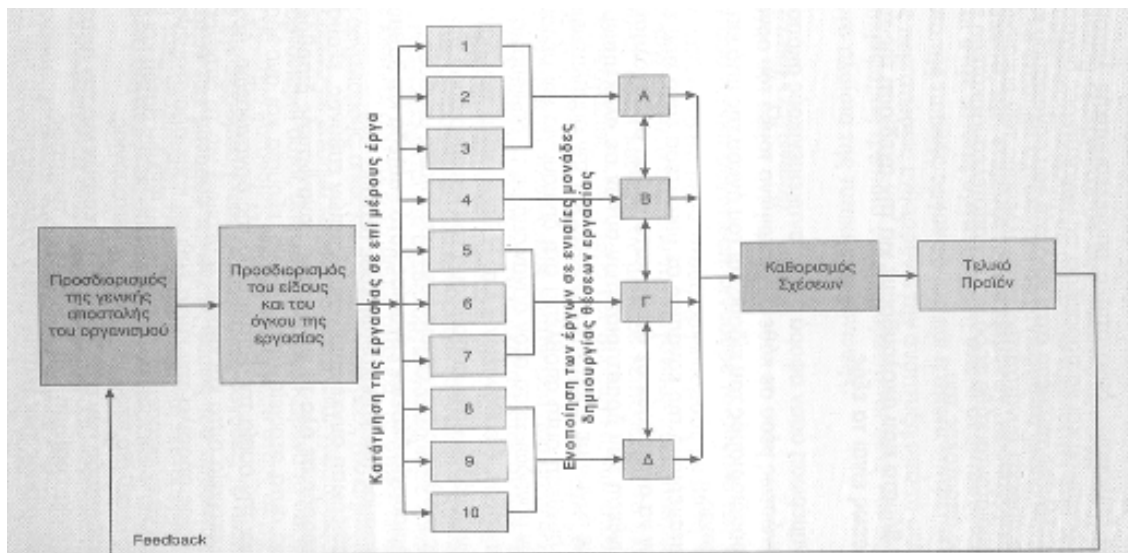 Προσδιορισμός
της γενικής
αποστολής
του οργανισμού
Προσδιορισμός
του είδους
και του
όγκου της
εργασίας
Κατάτμηση της εργασίας σε επί μέρους έργα
1
2
3
4
5
6
7
8
9
10
Ενοποίηση των έργων σε ενιαίες μονάδες
δημιουργίας θέσεων εργασίας
Α
Β
Γ
Δ
Καθορισμός
Σχέσεων
Τελικό
Προϊόν
Feedback